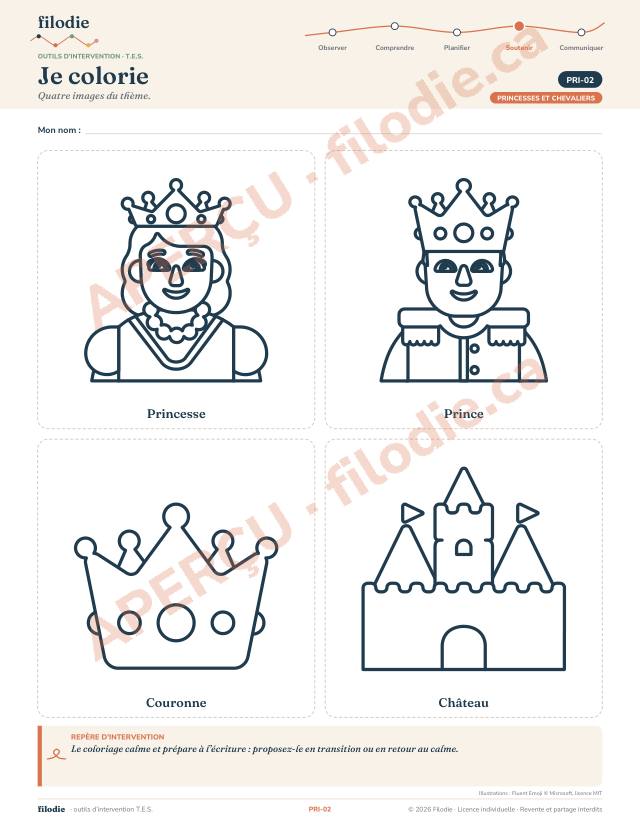 filodie
OUTILS D'INTERVENTION · T.E.S.
Je colorie
Quatre images du thème.
Observer
Comprendre
Planifier
Soutenir
Communiquer
PRI-02
PRINCESSES ET CHEVALIERS
Mon nom :
APERÇU · filodie.ca
Princesse
Prince
APERÇU · filodie.ca
Couronne
Château
REPÈRE D'INTERVENTION
Le coloriage calme et prépare à l'écriture : proposez-le en transition ou en retour au calme.
Illustrations : Fluent Emoji © Microsoft, licence MIT
filodie · outils d'intervention T.E.S.
PRI-02
© 2026 Filodie · Licence individuelle · Revente et partage interdits